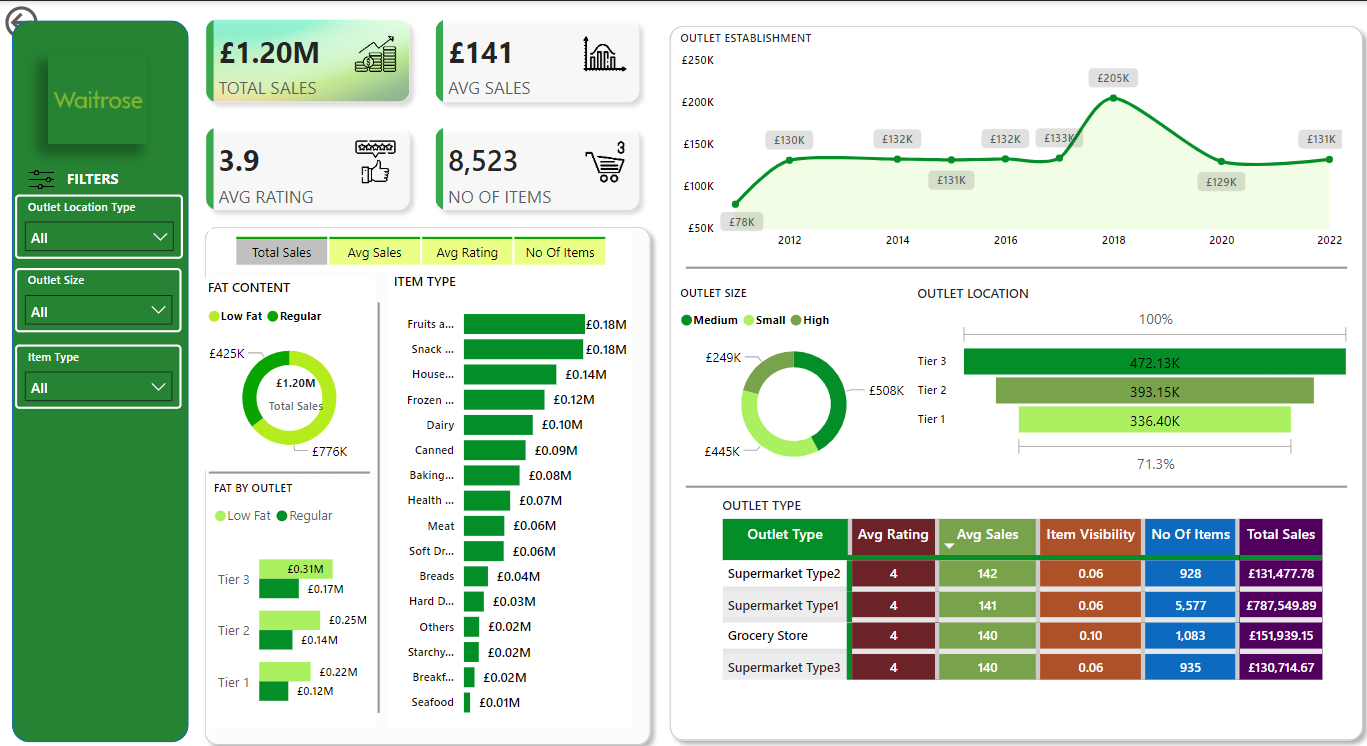 Waitrose
FILTERS
Outlet Location Type
All
Outlet Size
All
Item Type
All
£1.20M
TOTAL SALES
£141
AVG SALES
3.9
AVG RATING
8,523
3
NO OF ITEMS
Total Sales Avg Sales Avg Rating No Of Items
FAT CONTENT
Low Fat Regular
£425K
£1.20M
Total Sales
£776K
FAT BY OUTLET
Low Fat Regular
Tier 3 £0.31M
£0.17M
Tier 2 £0.25M
£0.14M
Tier 1 £0.22M
£0.12M
ITEM TYPE
Fruits a... £0.18M
Snack ... £0.18M
House... £0.14M
Frozen ... £0.12M
Dairy £0.10M
Canned £0.09M
Baking... £0.08M
Health ... £0.07M
Meat £0.06M
Soft Dr... £0.06M
Breads £0.04M
Hard D... £0.03M
Others £0.02M
Starchy... £0.02M
Breakf... £0.02M
Seafood £0.01M
OUTLET ESTABLISHMENT
£250K
£200K
£150K
£100K
£50K
£78K
£130K
£132K
£131K
£132K
£133K
£205K
£129K
£131K
2012 2014 2016 2018 2020 2022
OUTLET SIZE
Medium Small High
£249K
£508K
£445K
OUTLET LOCATION
100%
Tier 3 472.13K
Tier 2 393.15K
Tier 1 336.40K
71.3%
OUTLET TYPE
Outlet Type Avg Rating Avg Sales Item Visibility No Of Items Total Sales
Supermarket Type2 4 142 0.06 928 £131,477.78
Supermarket Type1 4 141 0.06 5,577 £787,549.89
Grocery Store 4 140 0.10 1,083 £151,939.15
Supermarket Type3 4 140 0.06 935 £130,714.67